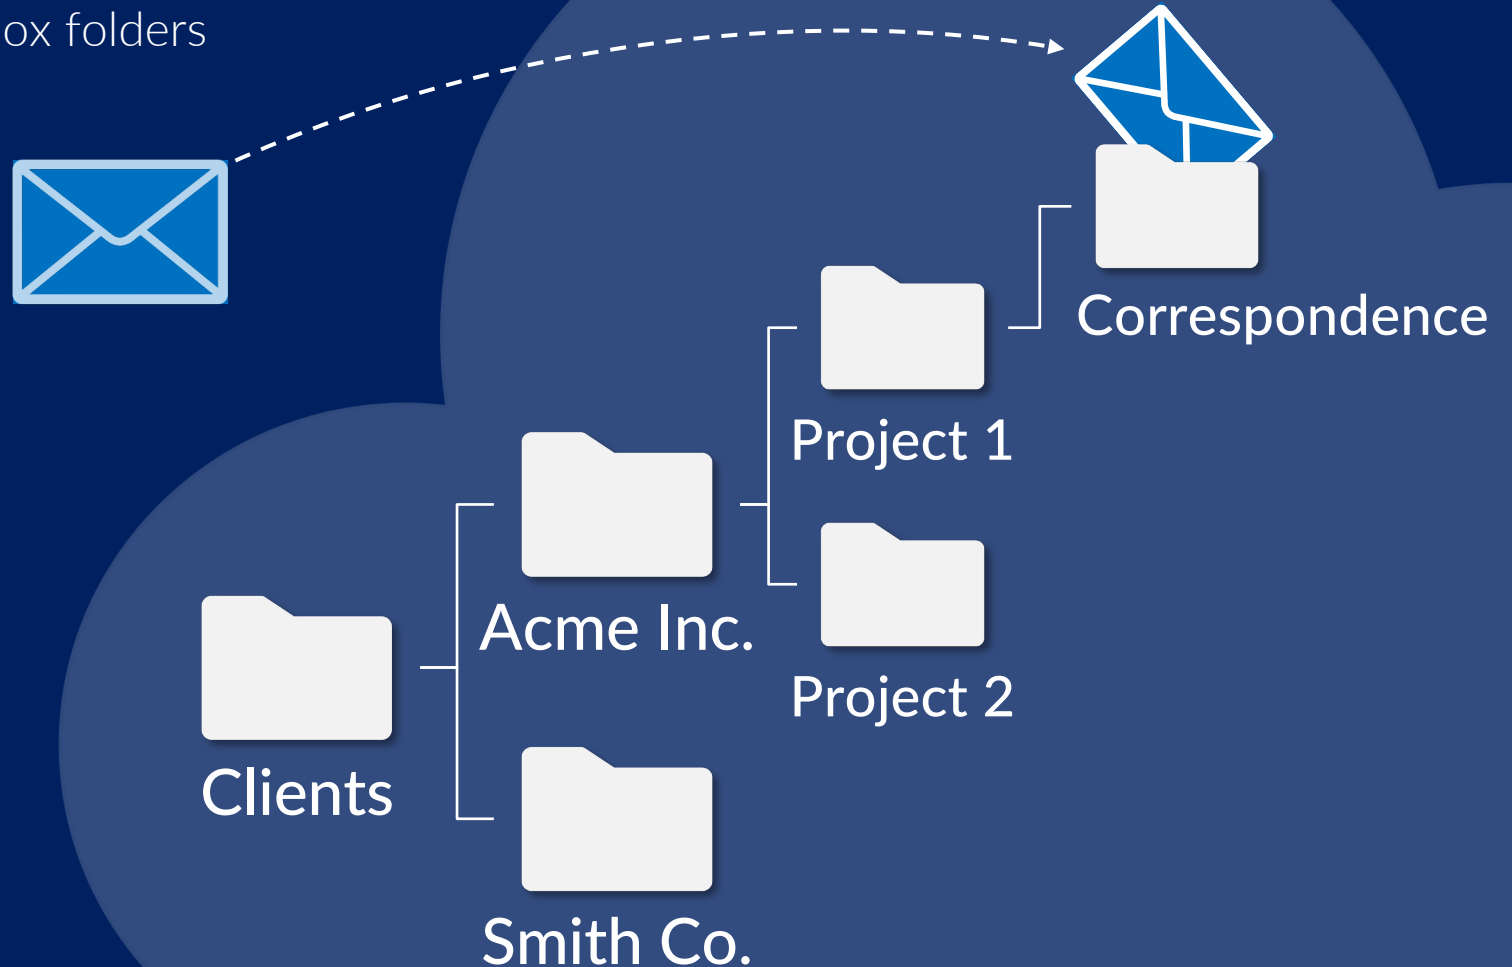 ox folders
Correspondence
Project 1
Acme Inc.
Project 2
Clients
Smith Co.